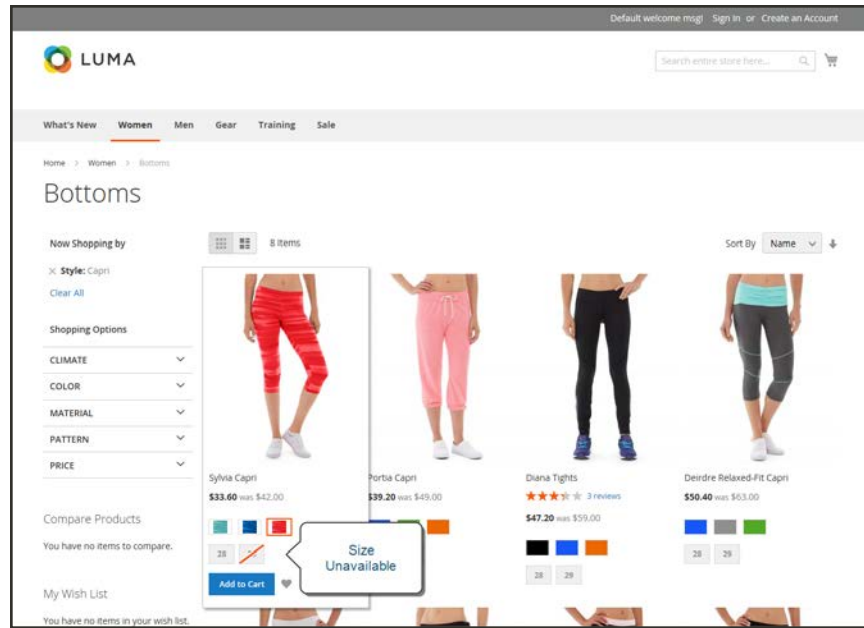 Default welcome msg! Sign In or Create an Account
LUMA
Search entire store here...
What's New Women Men Gear Training Sale
Home > Women > Bottoms
Bottoms
Now Shopping by
8 Items
Sort By Name
Style: Capri
Clear All
Shopping Options
CLIMATE
COLOR
MATERIAL
PATTERN
PRICE
Sylvia Capri
$33.60 was $42.00
28
Add to Cart
Size
Unavailable
Portia Capri
$39.20 was $49.00
Diana Tights
3 reviews
$47.20 was $59.00
28 29
Deirdre Relaxed-Fit Capri
$50.40 was $63.00
28 29
Compare Products
You have no items to compare.
My Wish List
You have no items in your wish list.